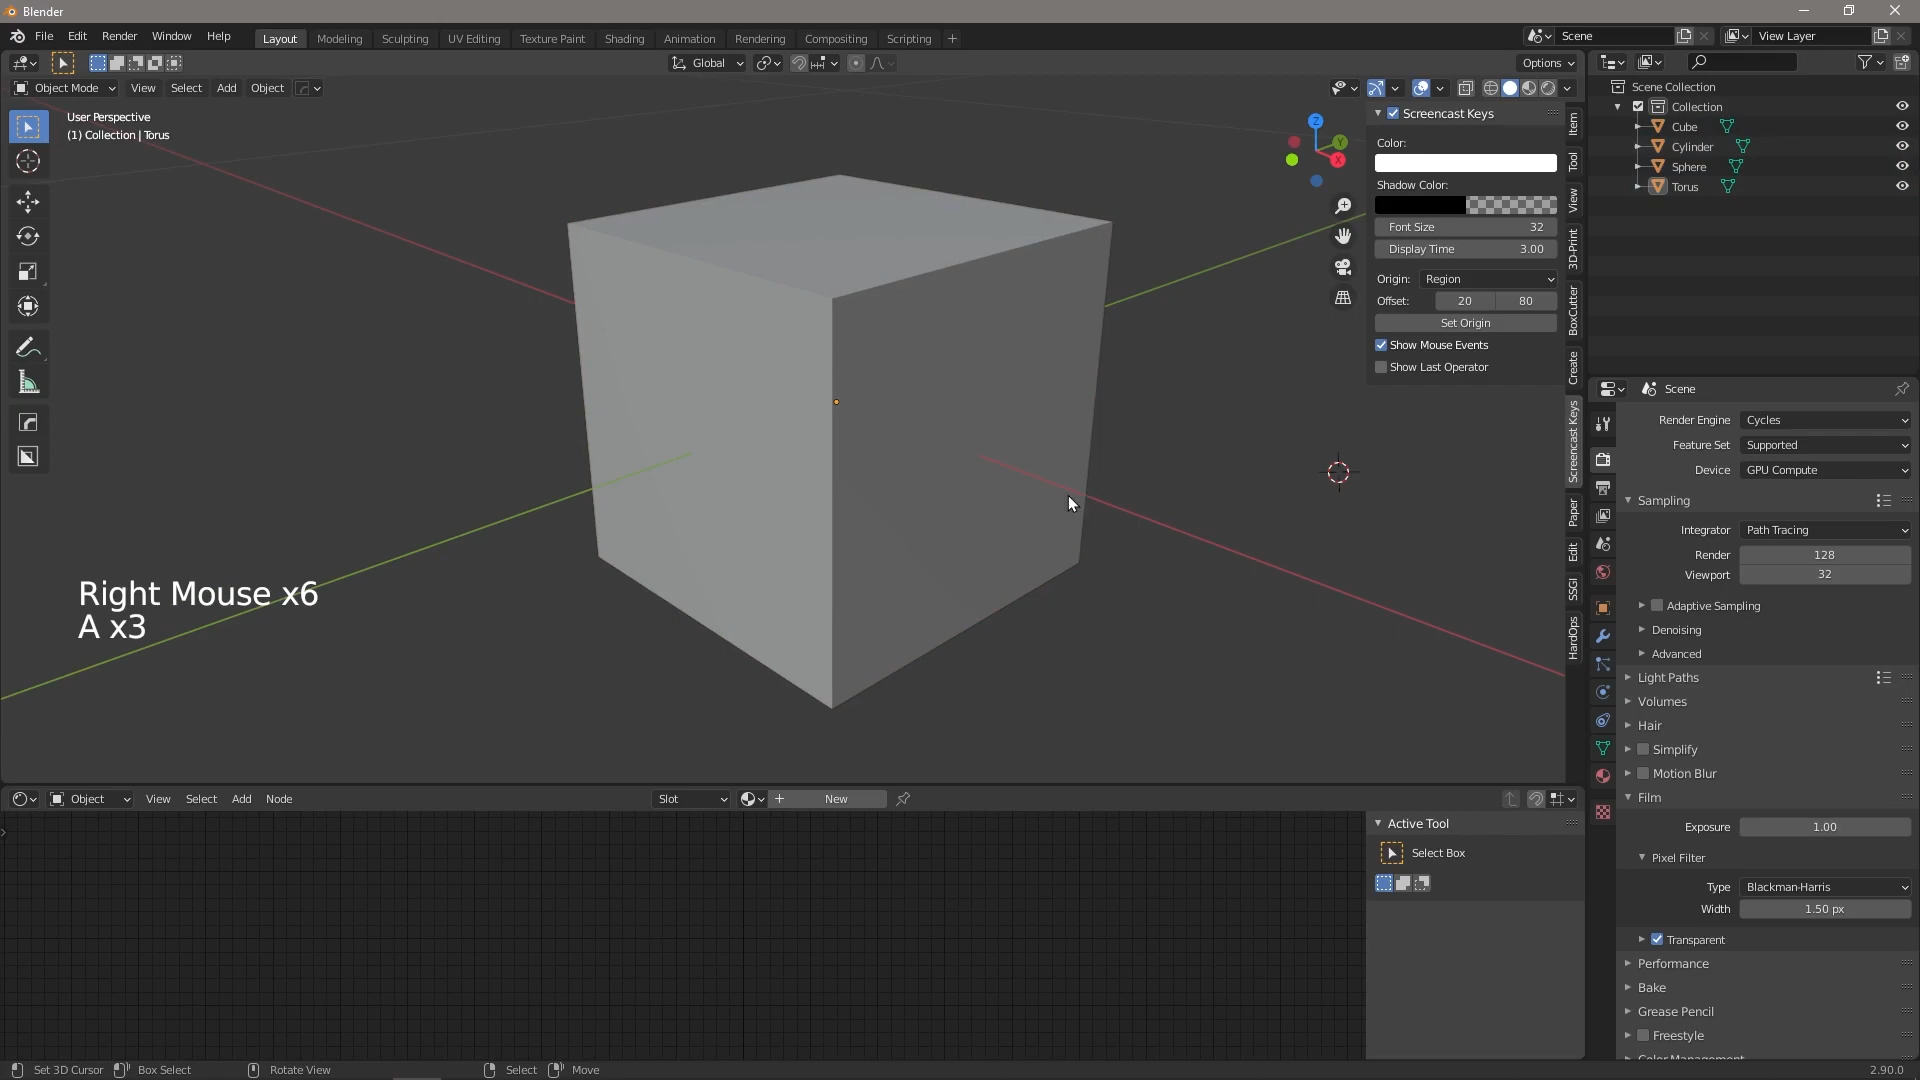 Blender
File Edit Render Window Help
Layout Modeling Sculpting UV Editing Texture Paint Shading Animation Rendering Compositing Scripting +
Scene
View Layer
Global
Options
Object Mode View Select Add Object
User Perspective
(1) Collection | Torus
Z
Y
X
Screencast Keys
Color:
Shadow Color:
Font Size 32
Display Time 3.00
Origin: Region
Offset: 20 80
Set Origin
Show Mouse Events
Show Last Operator
Item
Tool
View
3D-Print
BoxCutter
Create
Screencast Keys
Paper
Edit
SSGI
HardOps
Right Mouse x6
A x3
Scene Collection
Collection
Cube
Cylinder
Sphere
Torus
Scene
Render Engine Cycles
Feature Set Supported
Device GPU Compute
Sampling
Integrator Path Tracing
Render 128
Viewport 32
Adaptive Sampling
Denoising
Advanced
Light Paths
Volumes
Hair
Simplify
Motion Blur
Film
Exposure 1.00
Pixel Filter
Type Blackman-Harris
Width 1.50 px
Transparent
Performance
Bake
Grease Pencil
Freestyle
Color Management
Object View Select Add Node
Slot
+ New
Active Tool
Select Box
Set 3D Cursor Box Select Rotate View Select Move
2.90.0